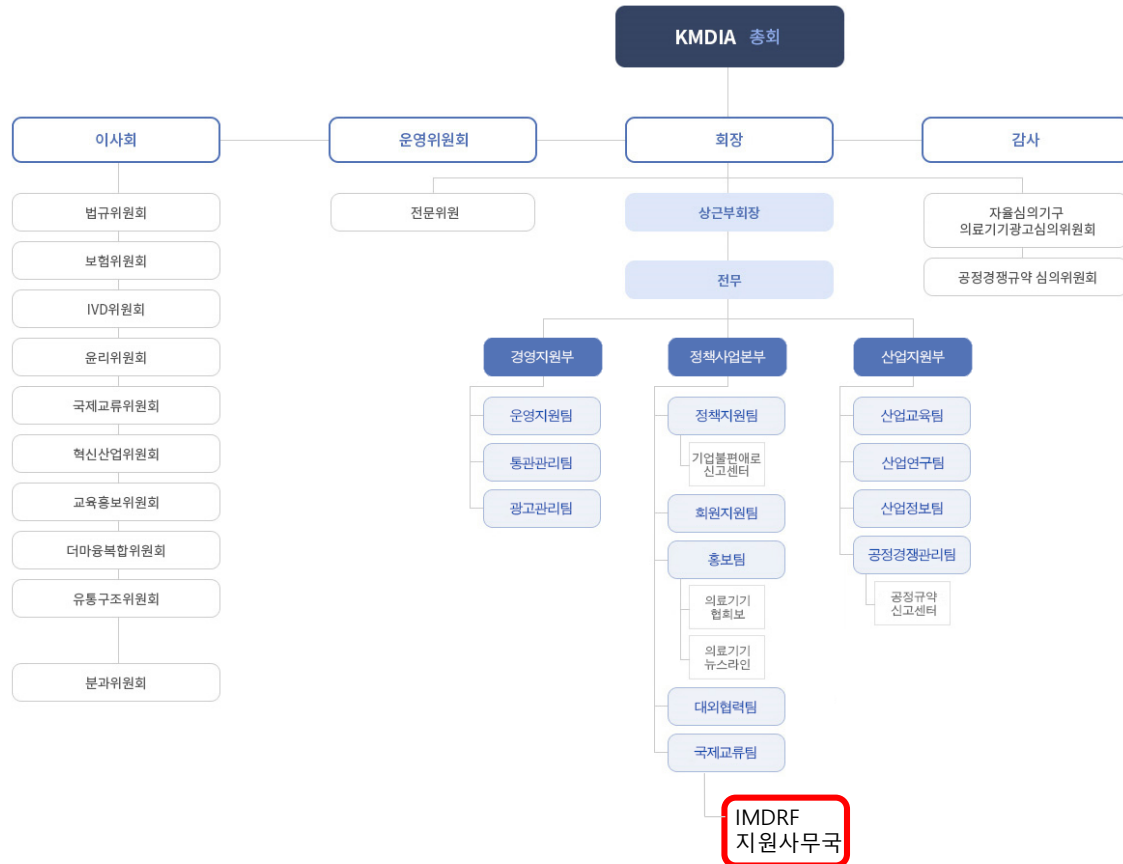 KMDIA 총회
이사회
운영위원회
회장
감사
법규위원회
보험위원회
IVD위원회
윤리위원회
국제교류위원회
혁신산업위원회
교육홍보위원회
더마융복합위원회
유통구조위원회
분과위원회
전문위원
상근부회장
전무
자율심의기구
의료기기광고심의위원회
공정경쟁규약 심의위원회
경영지원부
운영지원팀
통관관리팀
광고관리팀
정책사업본부
정책지원팀
기업불편애로
신고센터
회원지원팀
홍보팀
의료기기
협회보
의료기기
뉴스라인
대외협력팀
국제교류팀
IMDRF
지원사무국
산업지원부
산업교육팀
산업연구팀
산업정보팀
공정경쟁관리팀
공정규약
신고센터